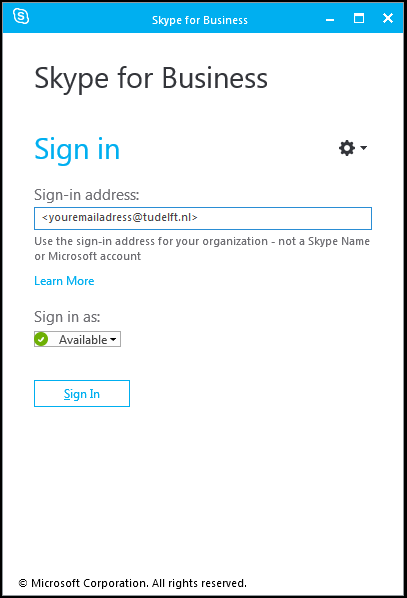 Skype for Business
Skype for Business
Sign in
Sign-in address:
<youremailadress@tudelft.nl>
Use the sign-in address for your organization - not a Skype Name
or Microsoft account
Learn More
Sign in as:
Available
Sign In
© Microsoft Corporation. All rights reserved.